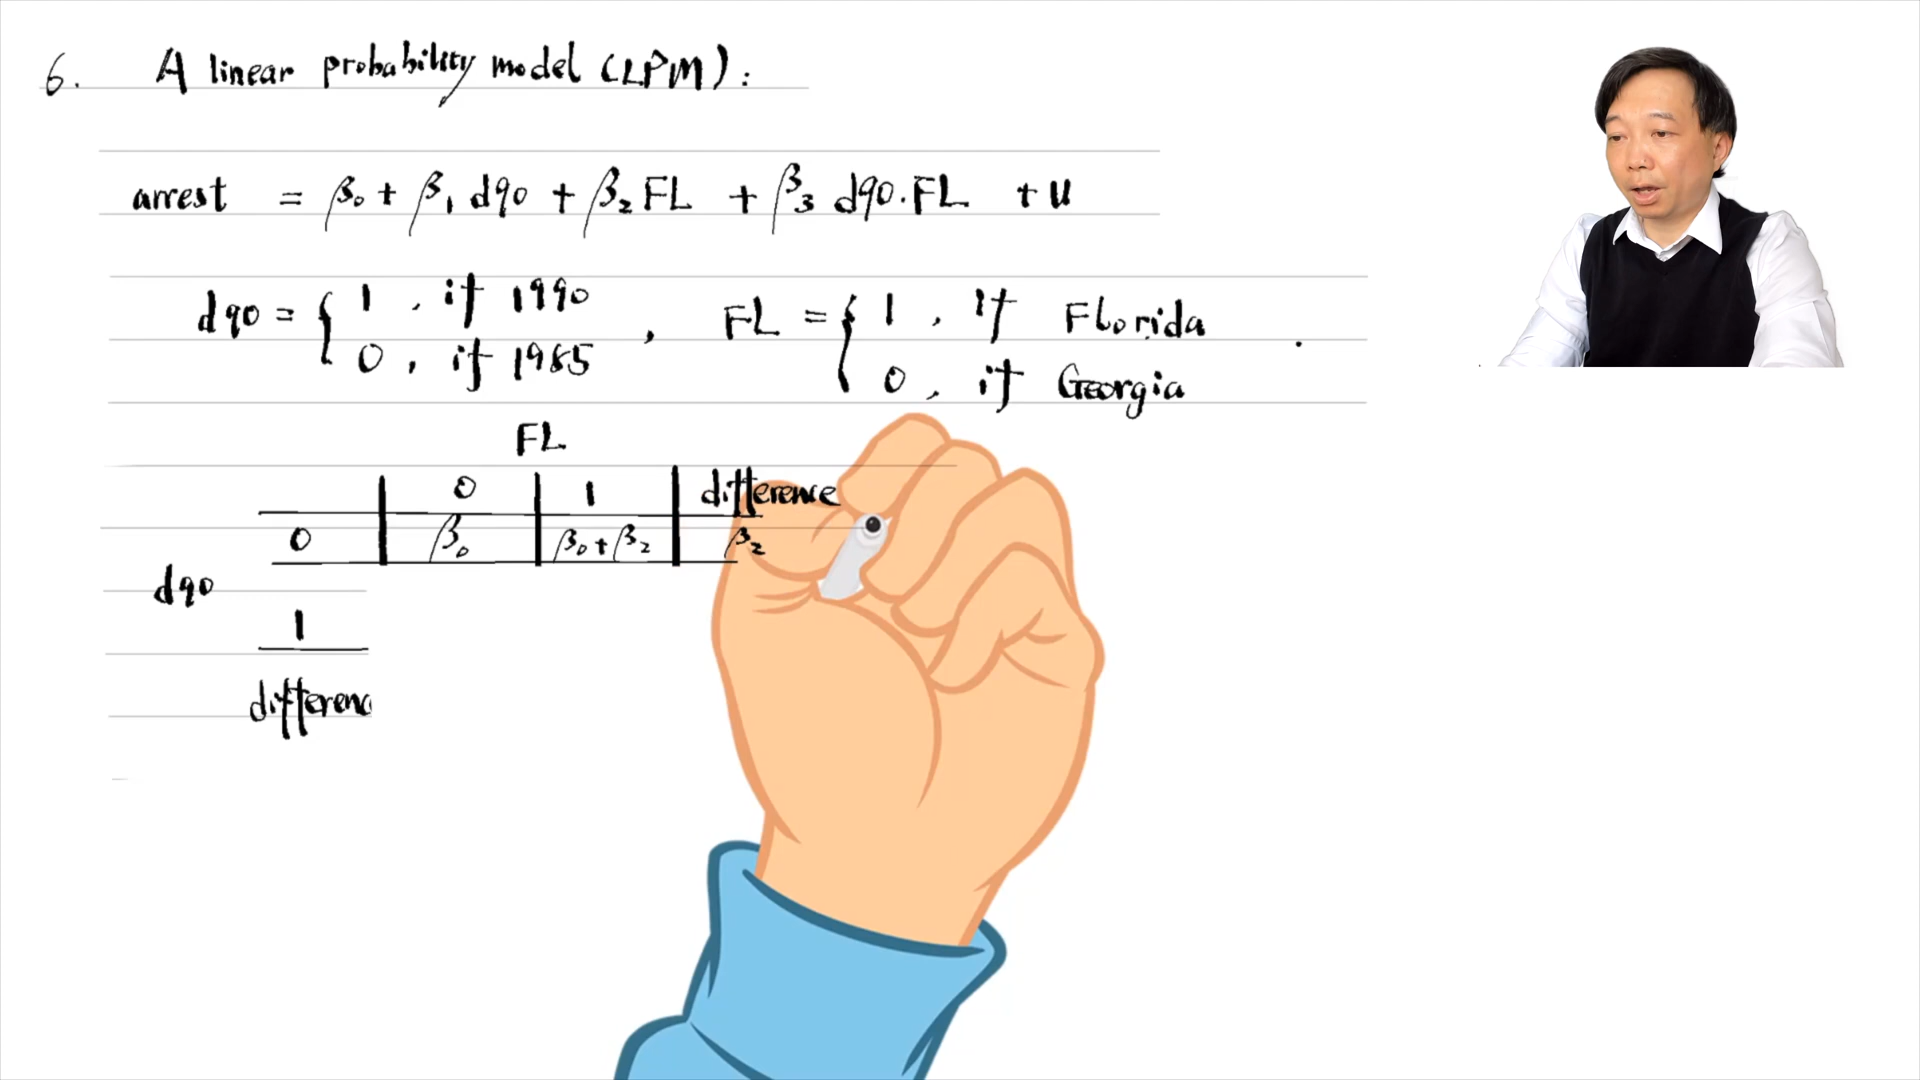 6. A linear probability model (LPM):
arrest = β₀ + β₁ d90 + β₂ FL + β₃ d90·FL + u
d90 = { 1, if 1990
0, if 1985
, FL = { 1, if Florida
0, if Georgia
.
FL
0 1 difference
0 β₀ β₀+β₂ β₂
d90
1
differenc